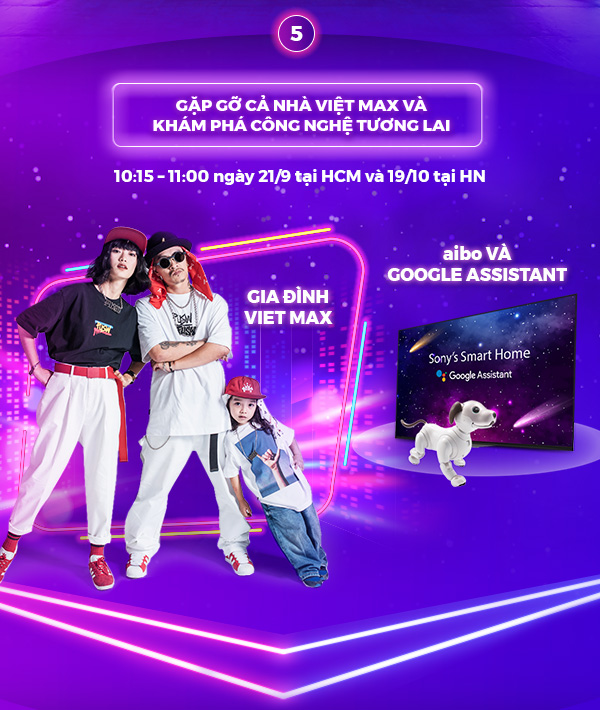 5
GẶP GỠ CẢ NHÀ VIỆT MAX VÀ
KHÁM PHÁ CÔNG NGHỆ TƯƠNG LAI
10:15 – 11:00 ngày 21/9 tại HCM và 19/10 tại HN
aibo VÀ
GOOGLE ASSISTANT
GIA ĐÌNH
VIET MAX
Sony's Smart Home
Google Assistant